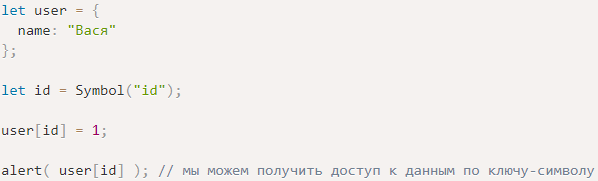 let user = {
  name: "Вася"
};
let id = Symbol("id");
user[id] = 1;
alert( user[id] ); // мы можем получить доступ к данным по ключу-символу